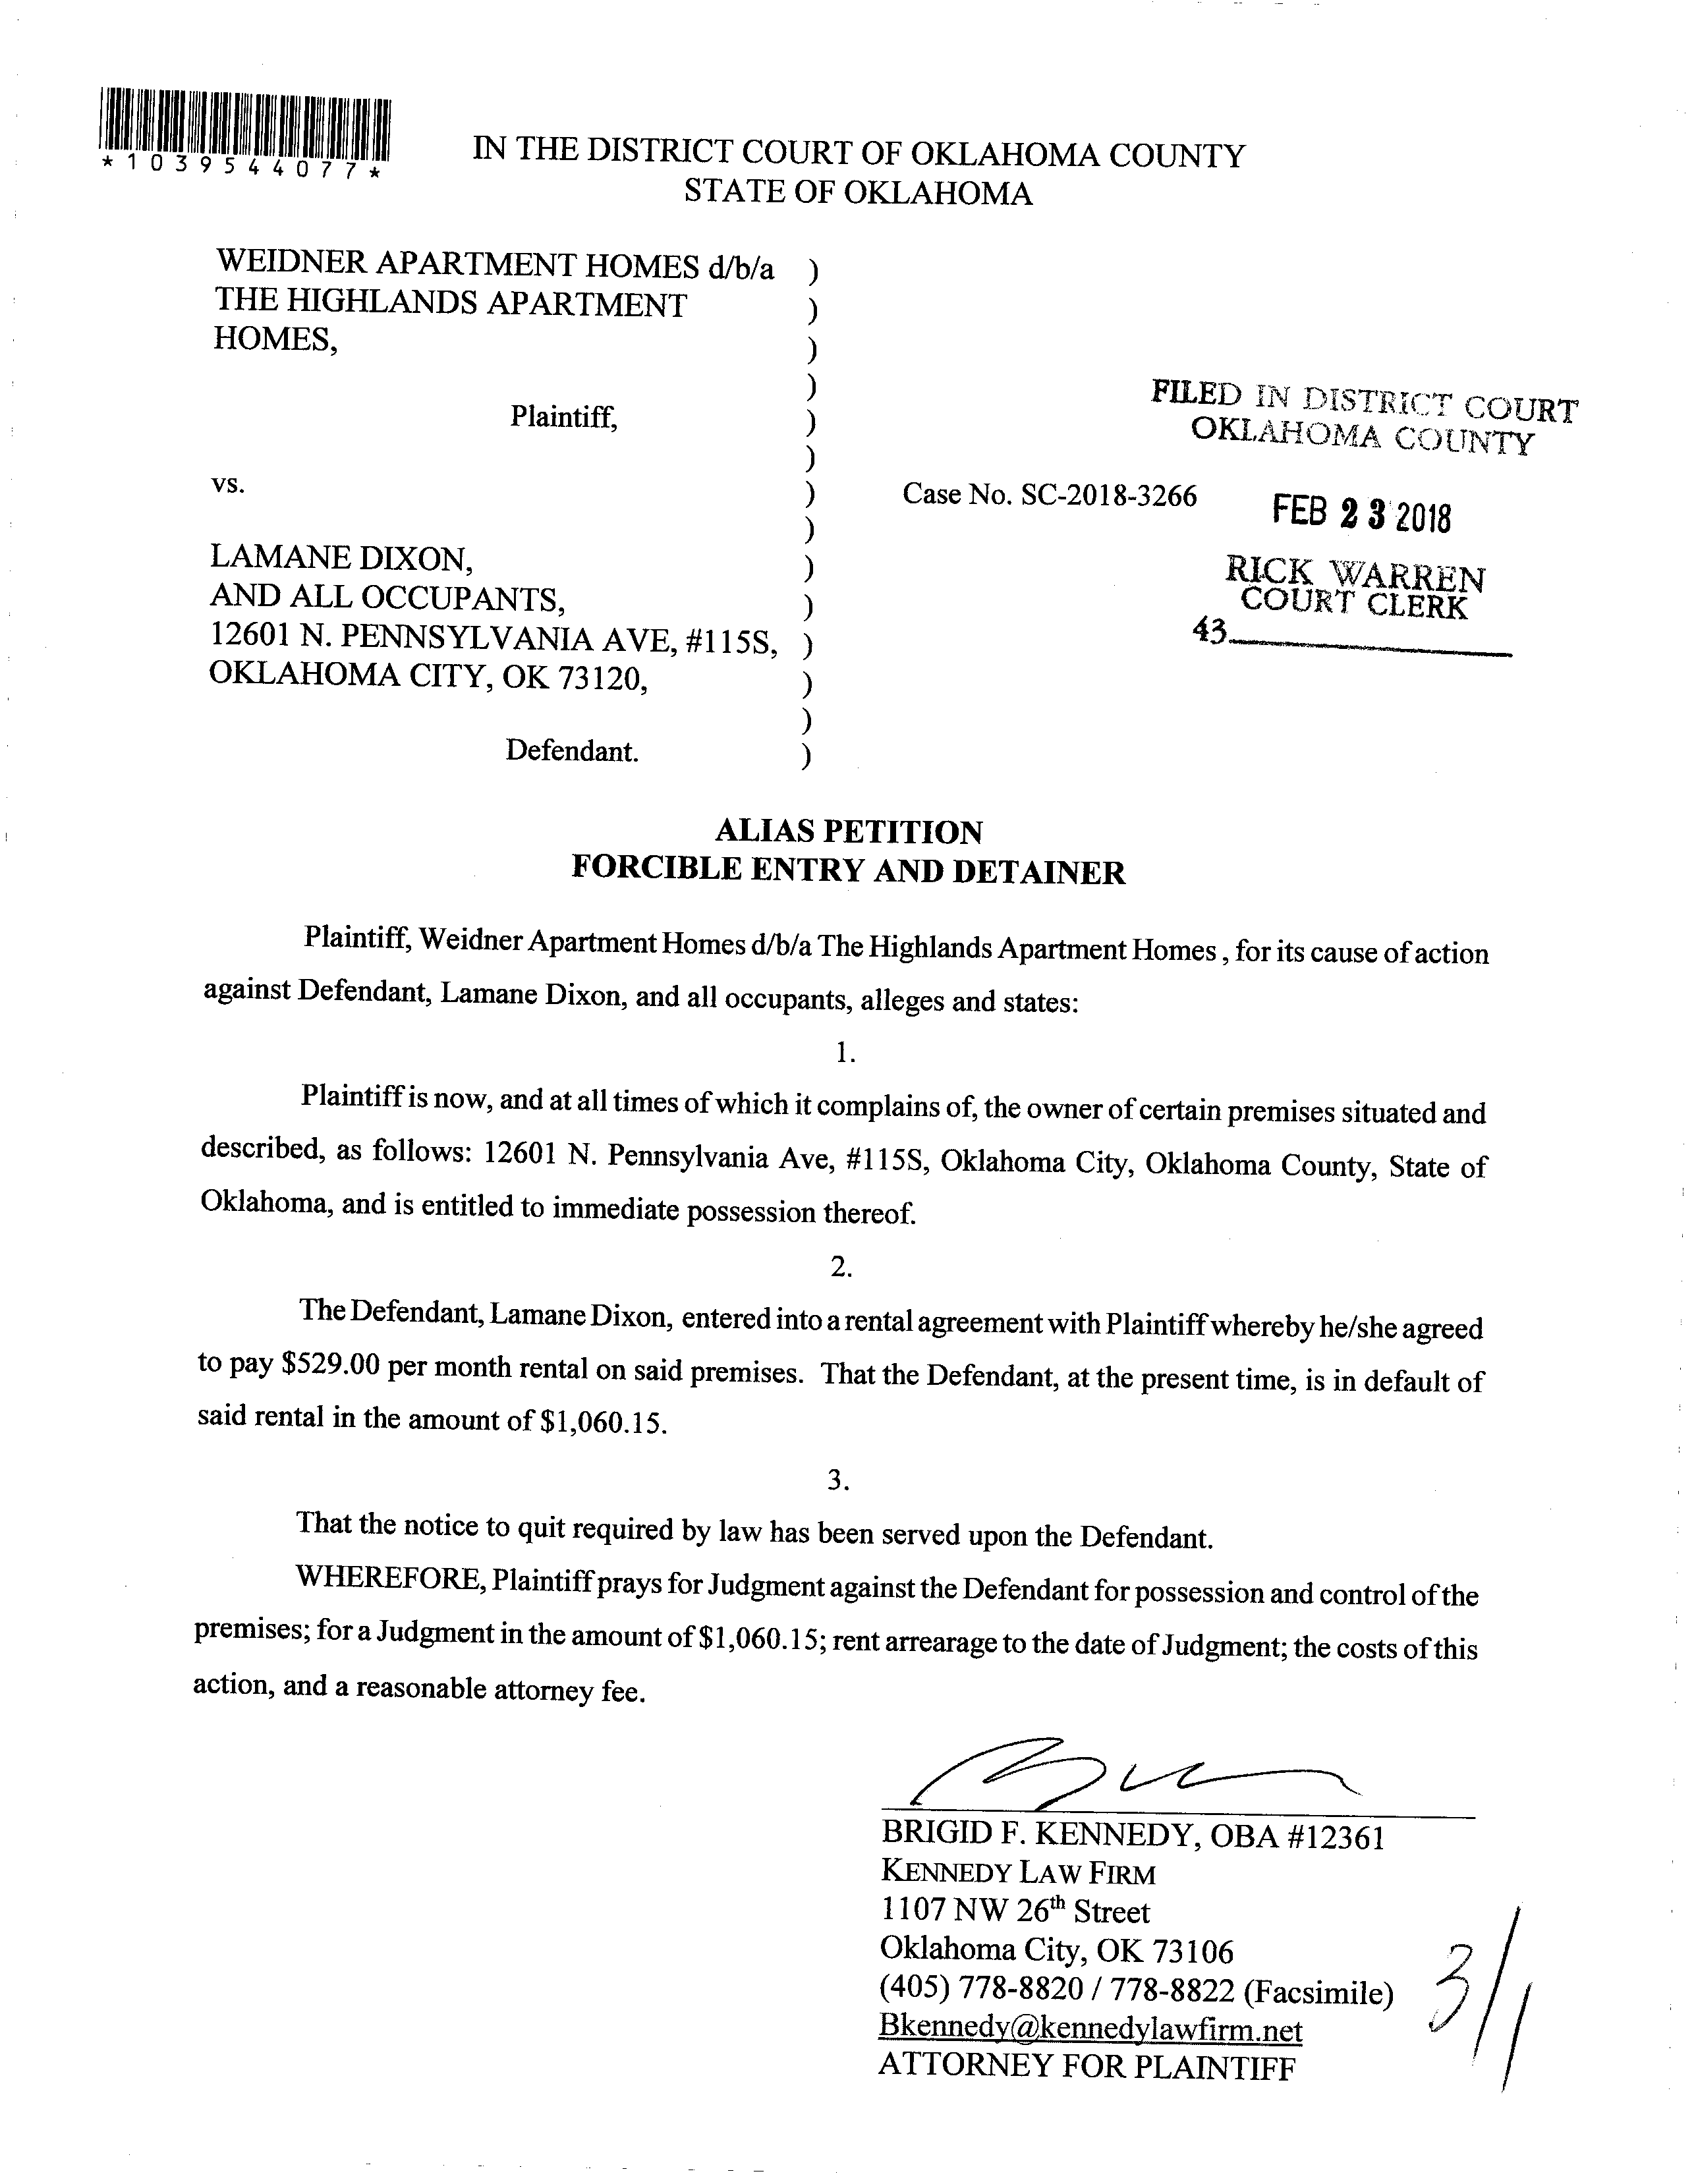 *1039544077*
IN THE DISTRICT COURT OF OKLAHOMA COUNTY
STATE OF OKLAHOMA
WEIDNER APARTMENT HOMES d/b/a )
THE HIGHLANDS APARTMENT )
HOMES, )
)
Plaintiff, )
)
vs. )
)
LAMANE DIXON, )
AND ALL OCCUPANTS, )
12601 N. PENNSYLVANIA AVE, #115S, )
OKLAHOMA CITY, OK 73120, )
)
Defendant. )
FILED IN DISTRICT COURT
OKLAHOMA COUNTY
Case No. SC-2018-3266
FEB 23 2018
RICK WARREN
COURT CLERK
43
ALIAS PETITION
FORCIBLE ENTRY AND DETAINER
Plaintiff, Weidner Apartment Homes d/b/a The Highlands Apartment Homes , for its cause of action
against Defendant, Lamane Dixon, and all occupants, alleges and states:
1.
Plaintiff is now, and at all times of which it complains of, the owner of certain premises situated and
described, as follows: 12601 N. Pennsylvania Ave, #115S, Oklahoma City, Oklahoma County, State of
Oklahoma, and is entitled to immediate possession thereof.
2.
The Defendant, Lamane Dixon, entered into a rental agreement with Plaintiff whereby he/she agreed
to pay $529.00 per month rental on said premises. That the Defendant, at the present time, is in default of
said rental in the amount of $1,060.15.
3.
That the notice to quit required by law has been served upon the Defendant.
WHEREFORE, Plaintiff prays for Judgment against the Defendant for possession and control of the
premises; for a Judgment in the amount of $1,060.15; rent arrearage to the date of Judgment; the costs of this
action, and a reasonable attorney fee.
BRIGID F. KENNEDY, OBA #12361
KENNEDY LAW FIRM
1107 NW 26th Street
Oklahoma City, OK 73106
(405) 778-8820 / 778-8822 (Facsimile)
Bkennedy@kennedylawfirm.net
ATTORNEY FOR PLAINTIFF
3/1